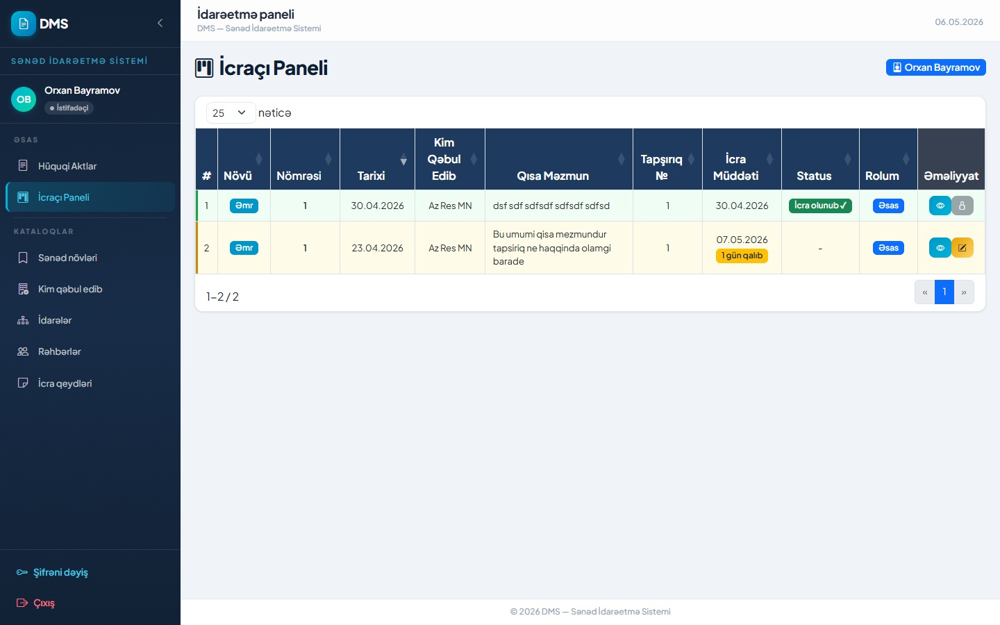 DMS
SƏNƏD İDARƏETMƏ SİSTEMİ
OB
Orxan Bayramov
İstifadəçi
ƏSAS
Hüquqi Aktlar
İcraçı Paneli
KATALOQLAR
Sənəd növləri
Kim qəbul edib
İdarələr
Rəhbərlər
İcra qeydləri
Şifrəni dəyiş
Çıxış
İdarəetmə paneli
DMS — Sənəd İdarəetmə Sistemi
06.05.2026
İcraçı Paneli
Orxan Bayramov
25 nəticə
# Növü Nömrəsi Tarixi Kim Qəbul Edib Qısa Məzmun Tapşırıq № İcra Müddəti Status Rolum Əməliyyat
1 Əmr 1 30.04.2026 Az Res MN dsf sdf sdfsdf sdfsdf sdfsd 1 30.04.2026 İcra olunub ✓ Əsas
2 Əmr 1 23.04.2026 Az Res MN Bu umumi qisa mezmundur tapsiriq ne haqqinda olamgi barade 1 07.05.2026 1 gün qalıb - Əsas
1–2 / 2
« 1 »
© 2026 DMS — Sənəd İdarəetmə Sistemi